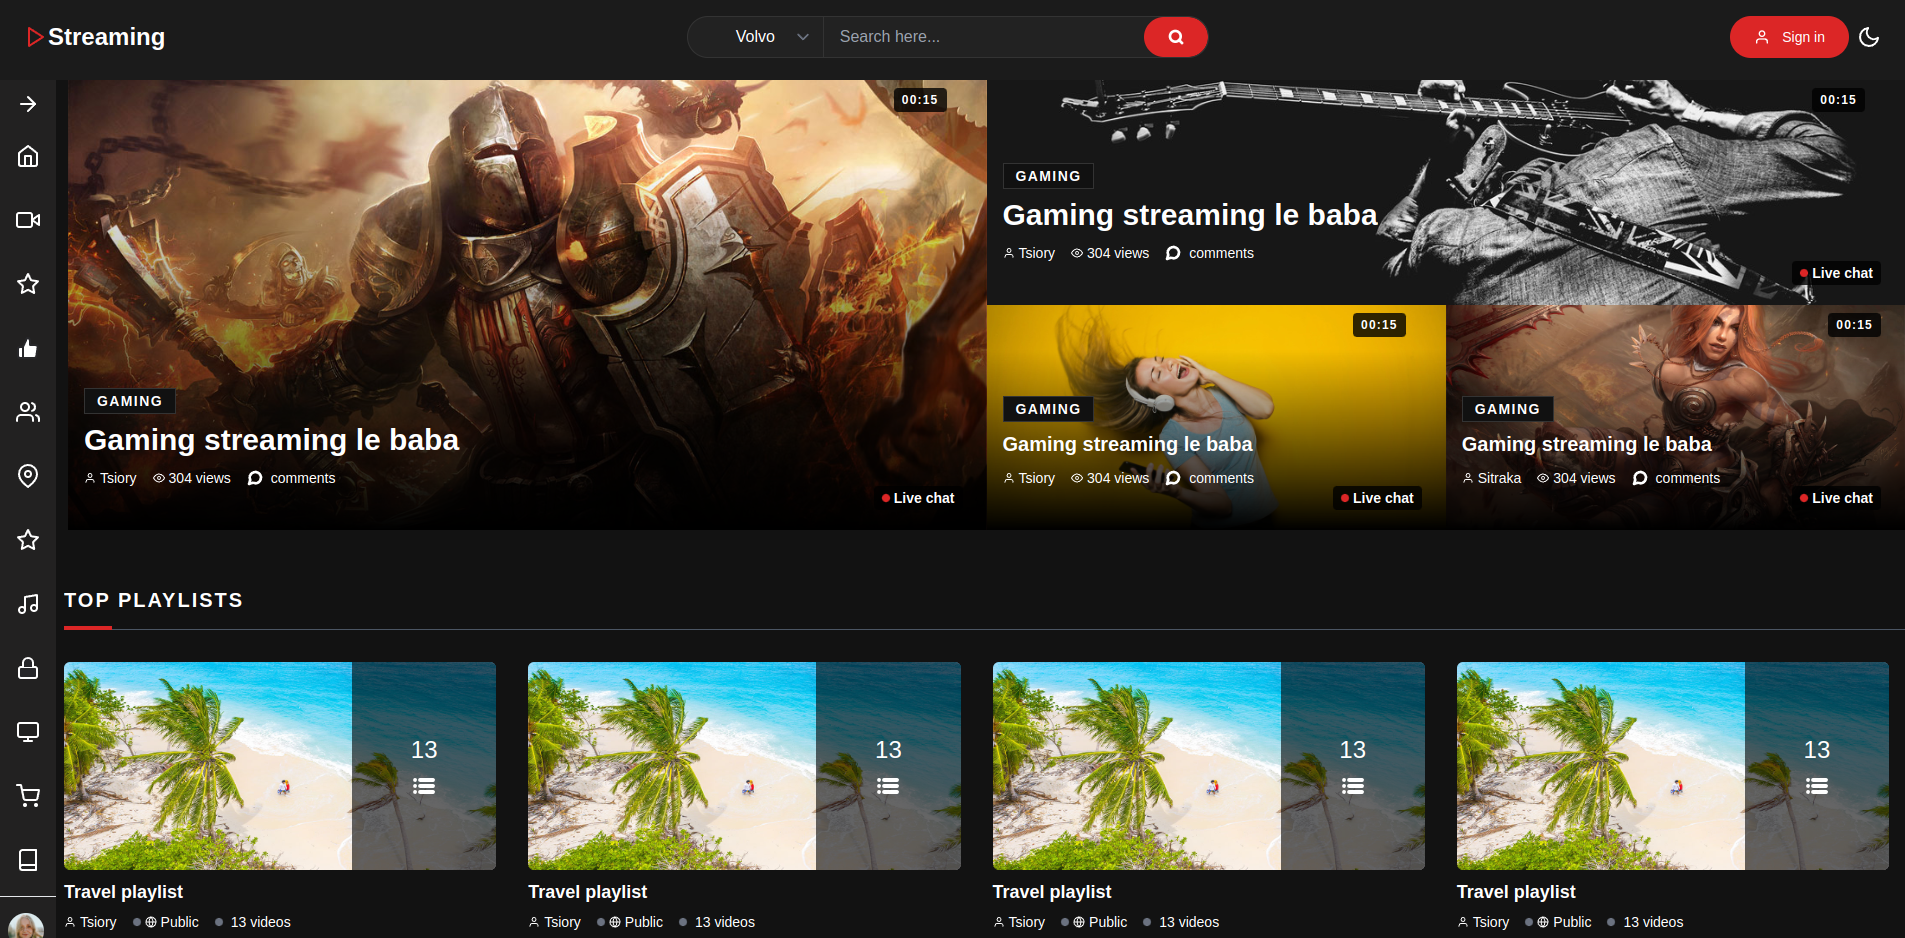 Streaming
Volvo
Search here...
Sign in
00:15
GAMING
Gaming streaming le baba
Tsiory 304 views comments
Live chat
00:15
GAMING
Gaming streaming le baba
Tsiory 304 views comments
Live chat
00:15
GAMING
Gaming streaming le baba
Tsiory 304 views comments
Live chat
00:15
GAMING
Gaming streaming le baba
Sitraka 304 views comments
Live chat
TOP PLAYLISTS
13
Travel playlist
Tsiory Public 13 videos
13
Travel playlist
Tsiory Public 13 videos
13
Travel playlist
Tsiory Public 13 videos
13
Travel playlist
Tsiory Public 13 videos